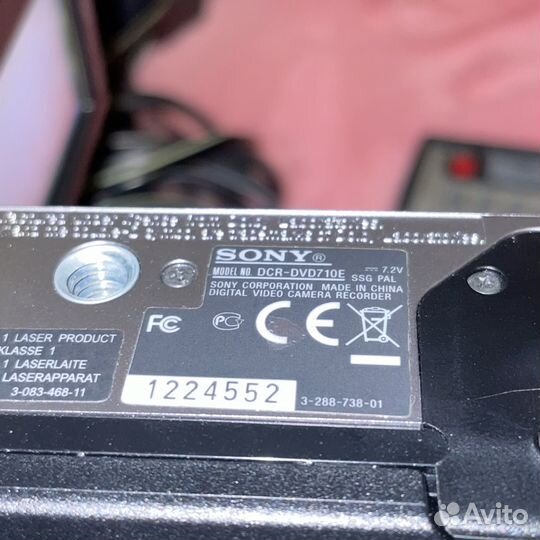 SONY®
MODEL NO. DCR-DVD710E ⎓ 7.2V
SSG PAL
SONY CORPORATION MADE IN CHINA
DIGITAL VIDEO CAMERA RECORDER
FC PG CE
1224552
3-288-738-01
1 LASER PRODUCT
KLASSE 1
1 LASERLAITE
LASERAPPARAT
3-083-468-11
Avito